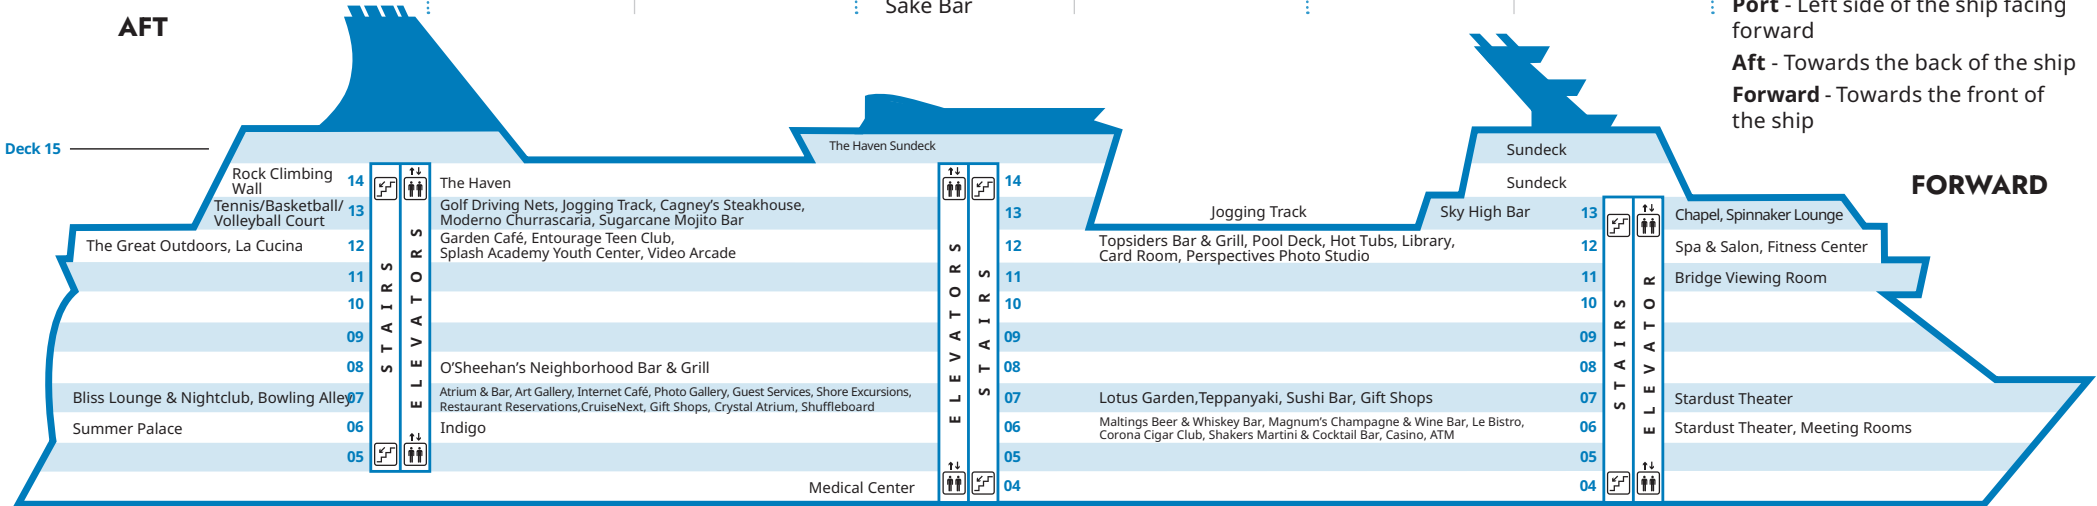 Sake Bar
Port - Left side of the ship facing
forward
Aft - Towards the back of the ship
Forward - Towards the front of
the ship
AFT
FORWARD
Deck 15
The Haven Sundeck
Sundeck
Rock Climbing
Wall
14
The Haven
14
Sundeck
Tennis/Basketball/
Volleyball Court
13
Golf Driving Nets, Jogging Track, Cagney's Steakhouse,
Moderno Churrascaria, Sugarcane Mojito Bar
13
Jogging Track
Sky High Bar
13
Chapel, Spinnaker Lounge
The Great Outdoors, La Cucina
12
Garden Café, Entourage Teen Club,
Splash Academy Youth Center, Video Arcade
12
Topsiders Bar & Grill, Pool Deck, Hot Tubs, Library,
Card Room, Perspectives Photo Studio
12
Spa & Salon, Fitness Center
11
11
11
Bridge Viewing Room
10
10
10
09
09
09
08
O'Sheehan's Neighborhood Bar & Grill
08
08
Bliss Lounge & Nightclub, Bowling Alley
07
Atrium & Bar, Art Gallery, Internet Café, Photo Gallery, Guest Services, Shore Excursions,
Restaurant Reservations,CruiseNext, Gift Shops, Crystal Atrium, Shuffleboard
07
Lotus Garden,Teppanyaki, Sushi Bar, Gift Shops
07
Stardust Theater
Summer Palace
06
Indigo
06
Maltings Beer & Whiskey Bar, Magnum's Champagne & Wine Bar, Le Bistro,
Corona Cigar Club, Shakers Martini & Cocktail Bar, Casino, ATM
06
Stardust Theater, Meeting Rooms
05
05
05
Medical Center
04
04
STAIRS
ELEVATORS
ELEVATORS
STAIRS
STAIRS
ELEVATOR